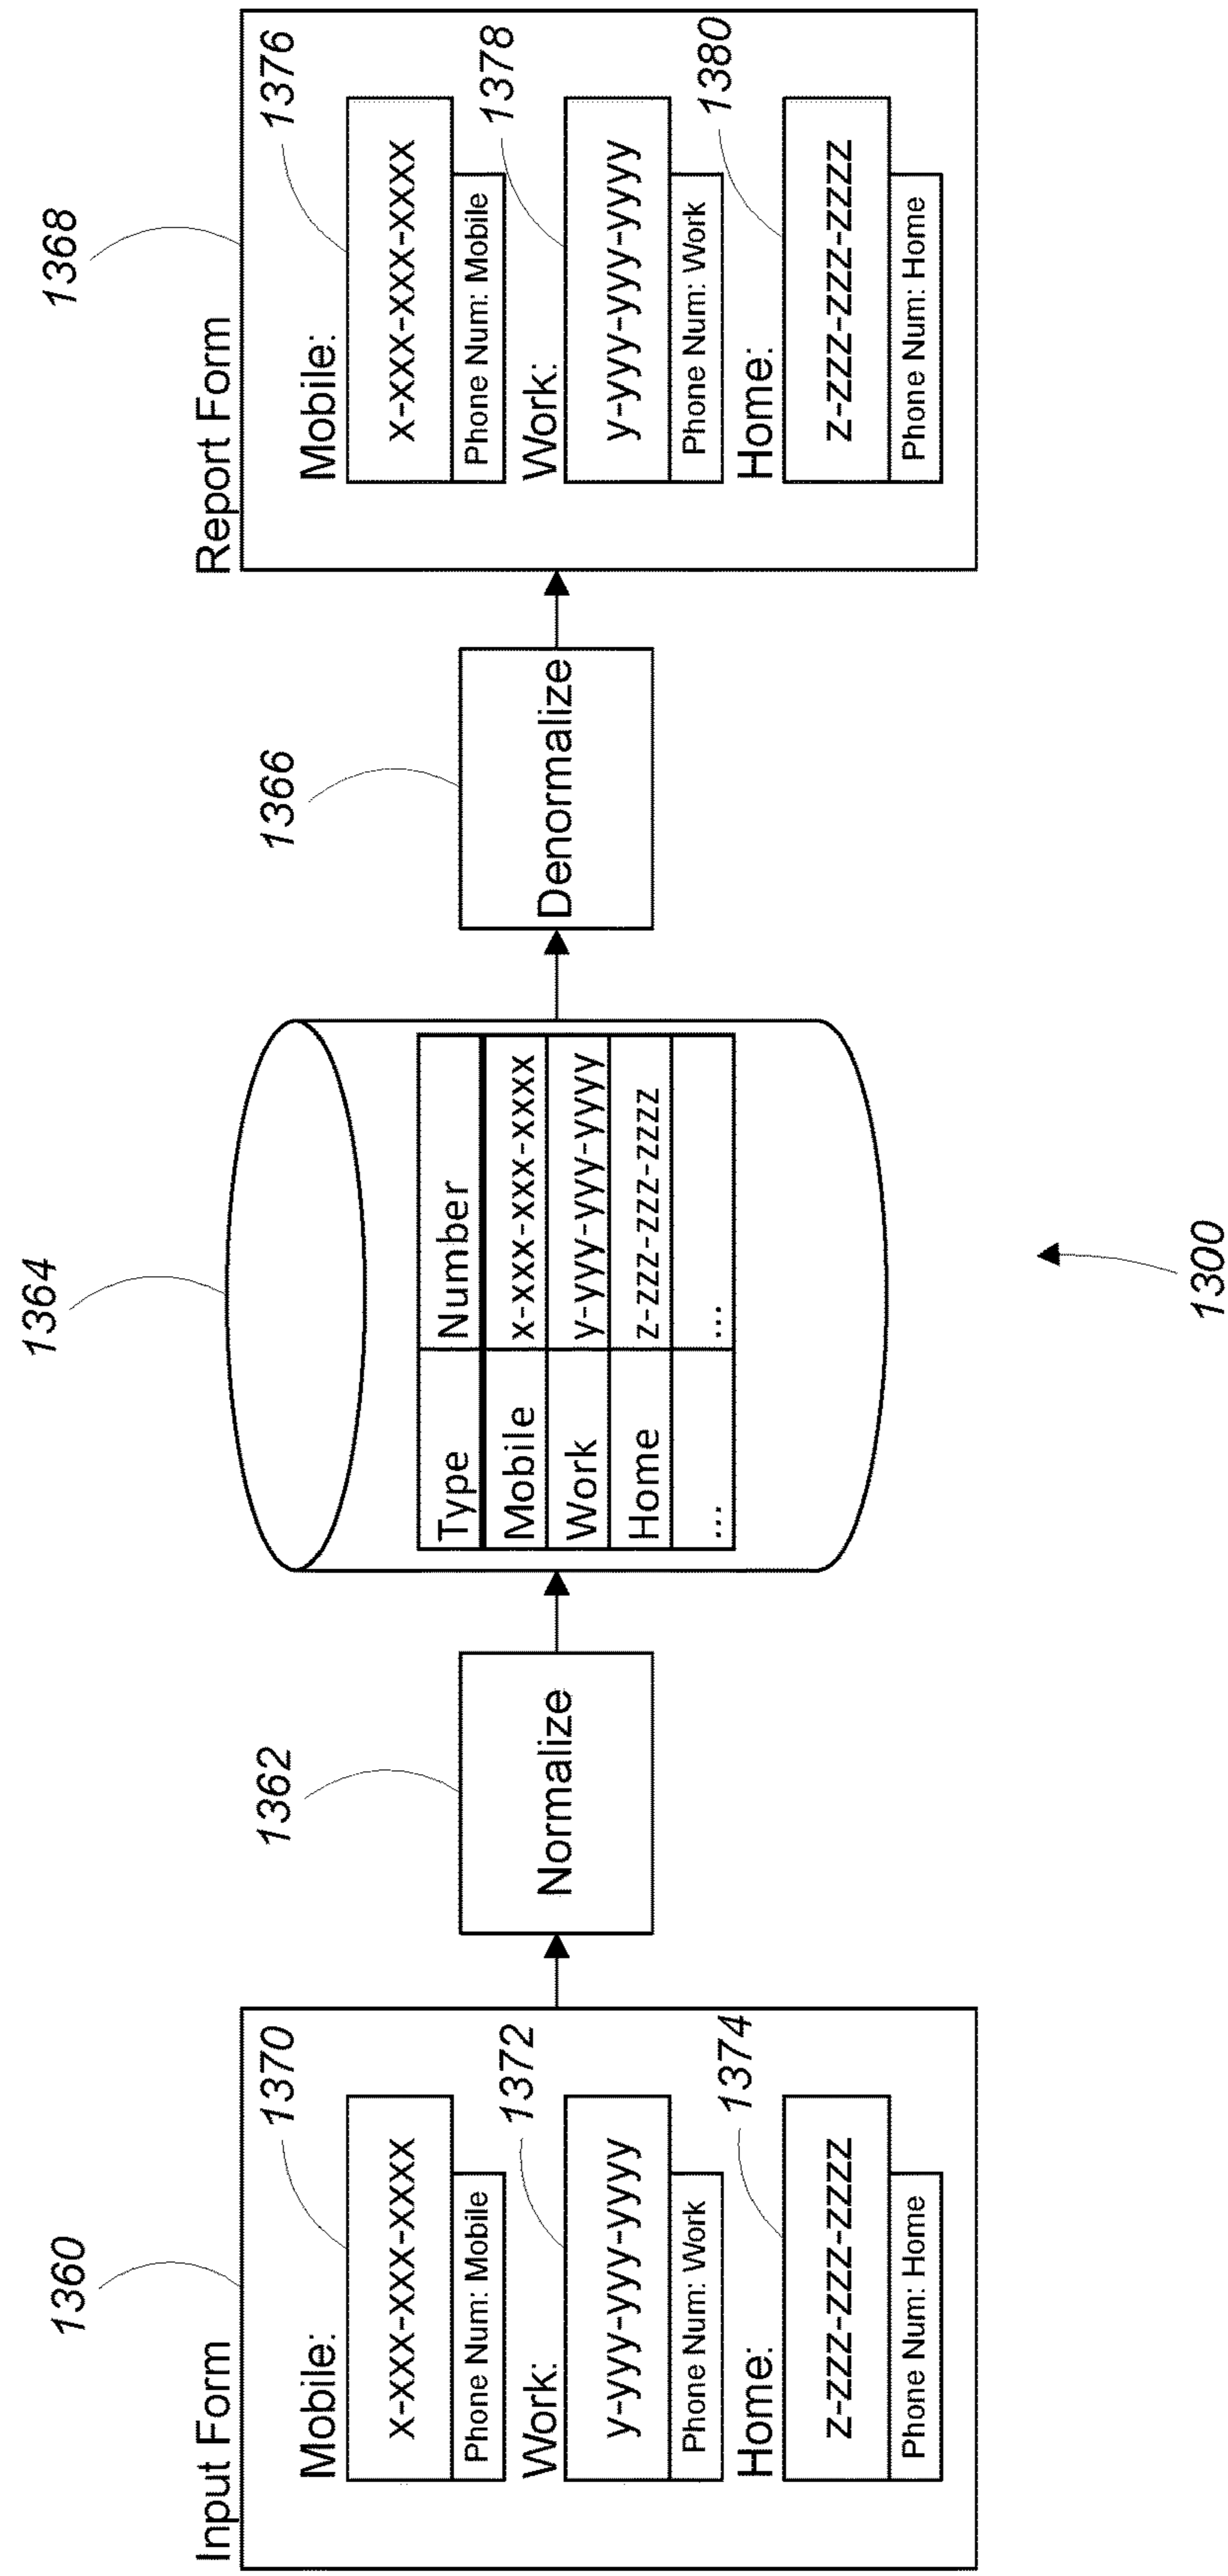 1360
Input Form
Mobile:
1370
x-xxx-xxx-xxxx
Phone Num: Mobile
Work:
1372
y-yyy-yyy-yyyy
Phone Num: Work
Home:
1374
z-zzz-zzz-zzzz
Phone Num: Home
1362
Normalize
1364
Type Number
Mobile x-xxx-xxx-xxxx
Work y-yyy-yyy-yyyy
Home z-zzz-zzz-zzzz
... ...
1366
Denormalize
1368
Report Form
Mobile:
1376
x-xxx-xxx-xxxx
Phone Num: Mobile
Work:
1378
y-yyy-yyy-yyyy
Phone Num: Work
Home:
1380
z-zzz-zzz-zzzz
Phone Num: Home
1300